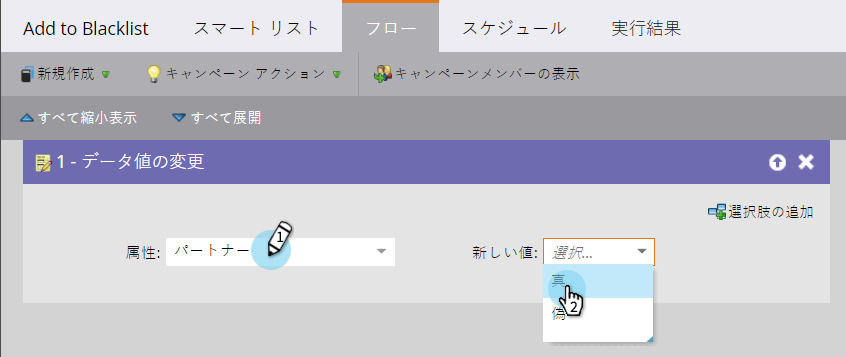 Add to Blacklist スマート リスト フロー スケジュール 実行結果
新規作成 キャンペーン アクション キャンペーンメンバーの表示
すべて縮小表示 すべて展開
1 - データ値の変更
選択肢の追加
属性: パートナー 1 新しい値: 選択...
真
2
偽